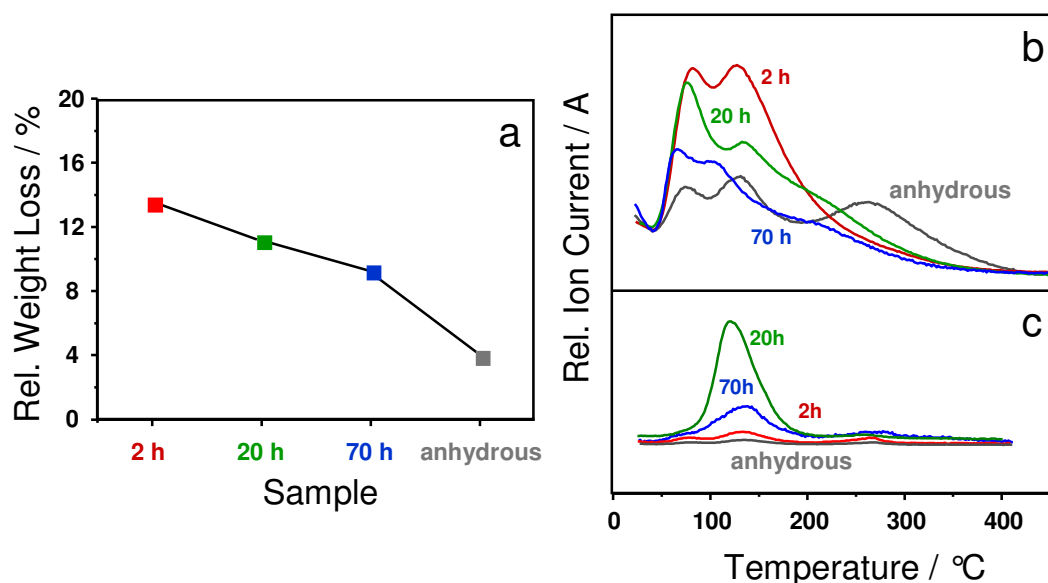 a
Rel. Weight Loss / %
20
16
12
8
4
0
2 h
20 h
70 h
anhydrous
Sample
b
2 h
20 h
anhydrous
70 h
Rel. Ion Current / A
c
20h
70h
2h
anhydrous
0
100
200
300
400
Temperature / °C